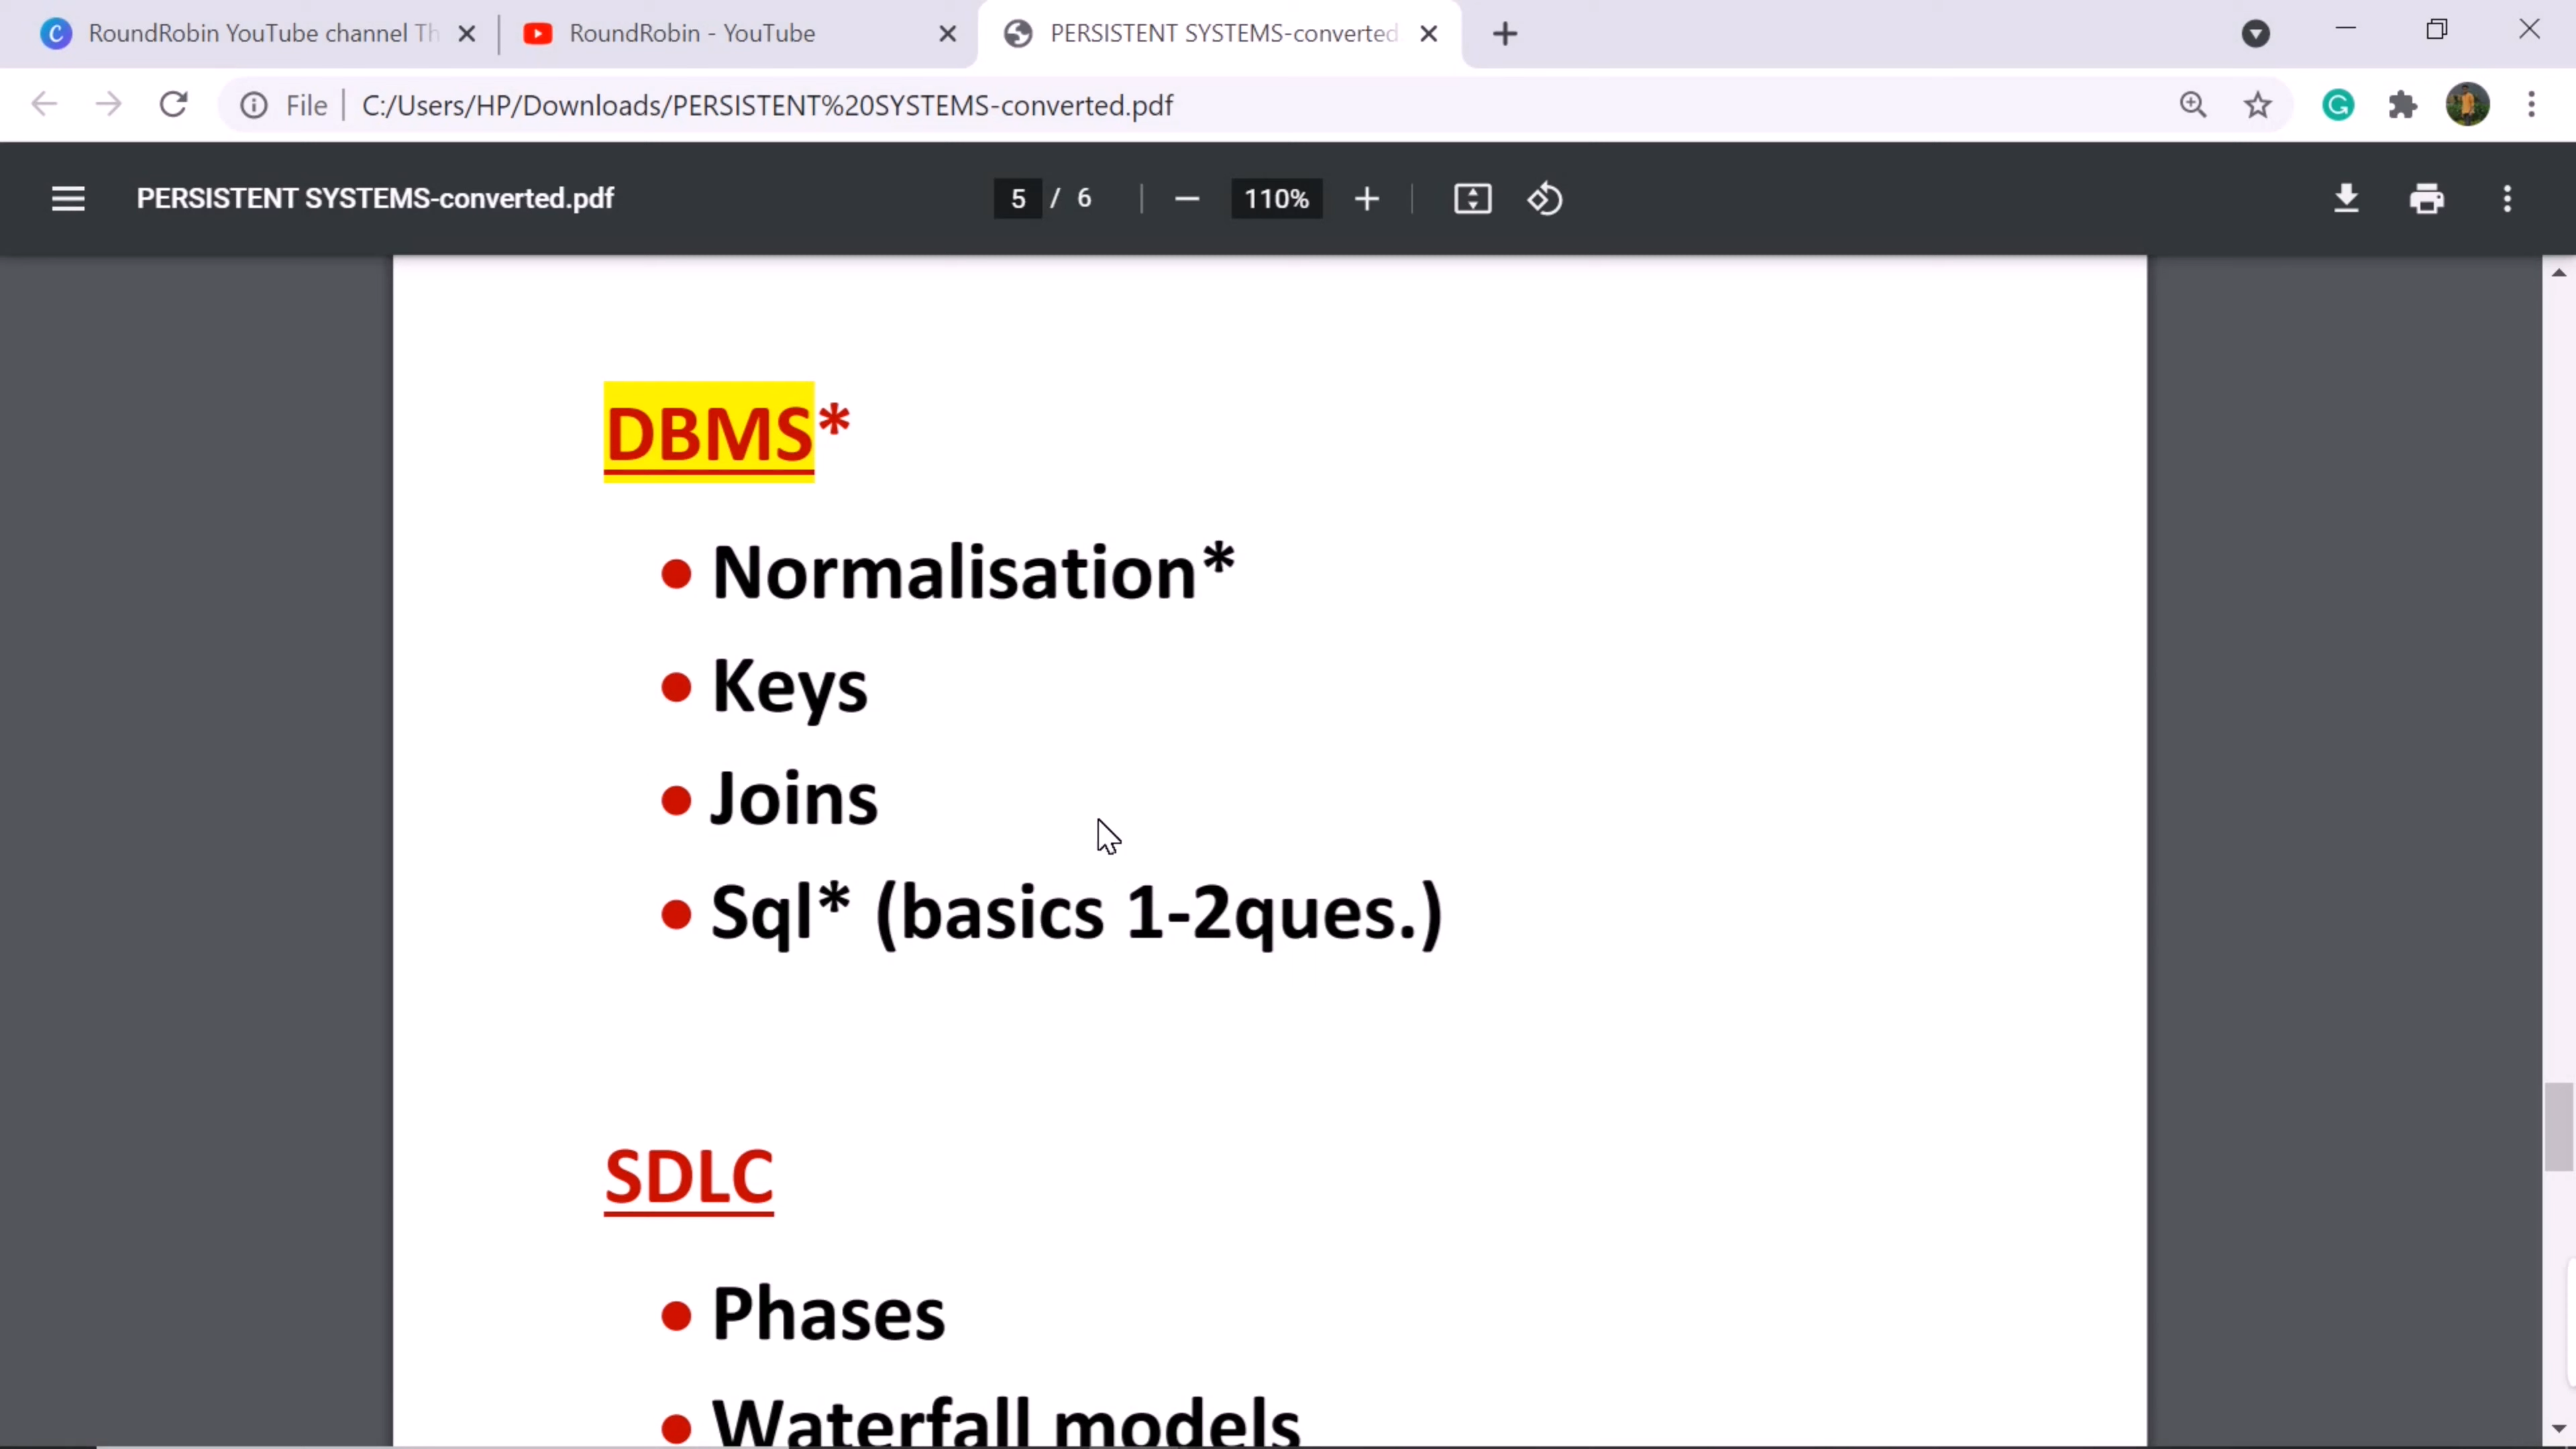 RoundRobin YouTube channel Th
RoundRobin - YouTube
PERSISTENT SYSTEMS-converted
File | C:/Users/HP/Downloads/PERSISTENT%20SYSTEMS-converted.pdf
PERSISTENT SYSTEMS-converted.pdf
5 / 6
110%
DBMS*
• Normalisation*
• Keys
• Joins
• Sql* (basics 1-2ques.)
SDLC
• Phases
• Waterfall models